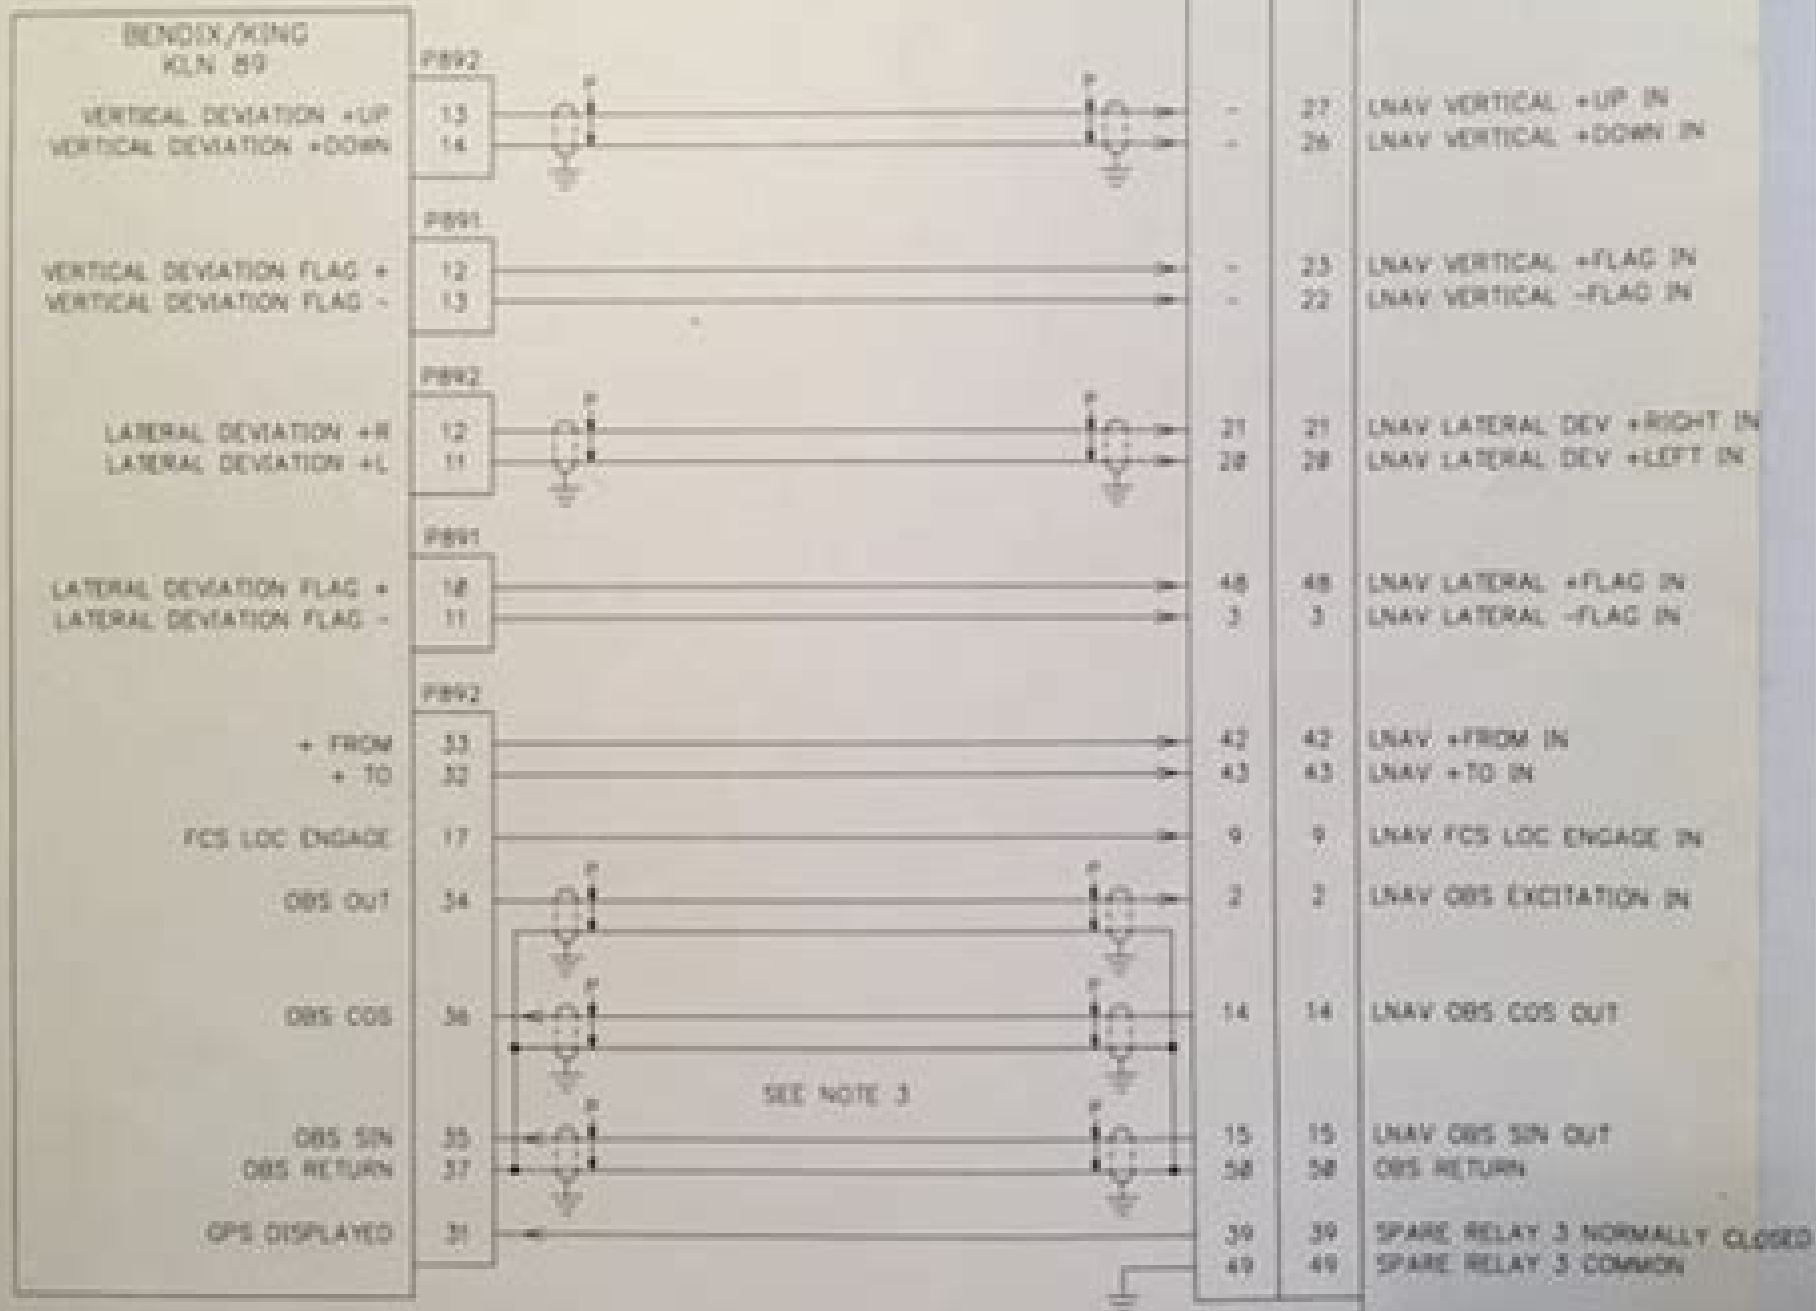 BENDIX/KING
KLN 89
P892
VERTICAL DEVIATION +UP 13 P P - 27 LNAV VERTICAL +UP IN
VERTICAL DEVIATION +DOWN 14 - 26 LNAV VERTICAL +DOWN IN
P891
VERTICAL DEVIATION FLAG + 12 - 23 LNAV VERTICAL +FLAG IN
VERTICAL DEVIATION FLAG - 13 - 22 LNAV VERTICAL -FLAG IN
P892
LATERAL DEVIATION +R 12 P P 21 21 LNAV LATERAL DEV +RIGHT IN
LATERAL DEVIATION +L 11 20 20 LNAV LATERAL DEV +LEFT IN
P891
LATERAL DEVIATION FLAG + 10 48 48 LNAV LATERAL +FLAG IN
LATERAL DEVIATION FLAG - 11 3 3 LNAV LATERAL -FLAG IN
P892
+ FROM 33 42 42 LNAV +FROM IN
+ TO 32 43 43 LNAV +TO IN
FCS LOC ENGAGE 17 9 9 LNAV FCS LOC ENGAGE IN
OBS OUT 34 P P 2 2 LNAV OBS EXCITATION IN
OBS COS 36 P P 14 14 LNAV OBS COS OUT
SEE NOTE 3
OBS SIN 35 P P 15 15 LNAV OBS SIN OUT
OBS RETURN 37 50 50 OBS RETURN
GPS DISPLAYED 31 39 39 SPARE RELAY 3 NORMALLY CLOSED
49 49 SPARE RELAY 3 COMMON